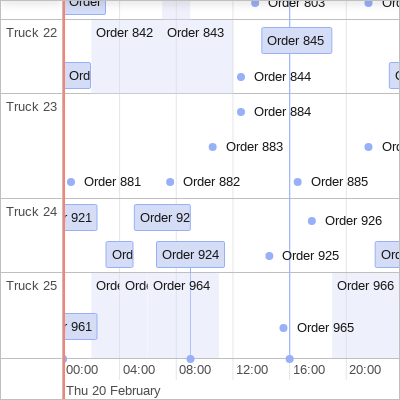 Order 803
Truck 22
Order 842 Order 843
Order 845
Ord
Order 844
Truck 23
Order 884
Order 883
Ord
Order 881 Order 882 Order 885
Truck 24
921 Order 92
Order 926
Ord Order 924
Order 925
Ord
Truck 25
Ord Ord Order 964 Order 966
961
Order 965
00:00 04:00 08:00 12:00 16:00 20:00
Thu 20 February